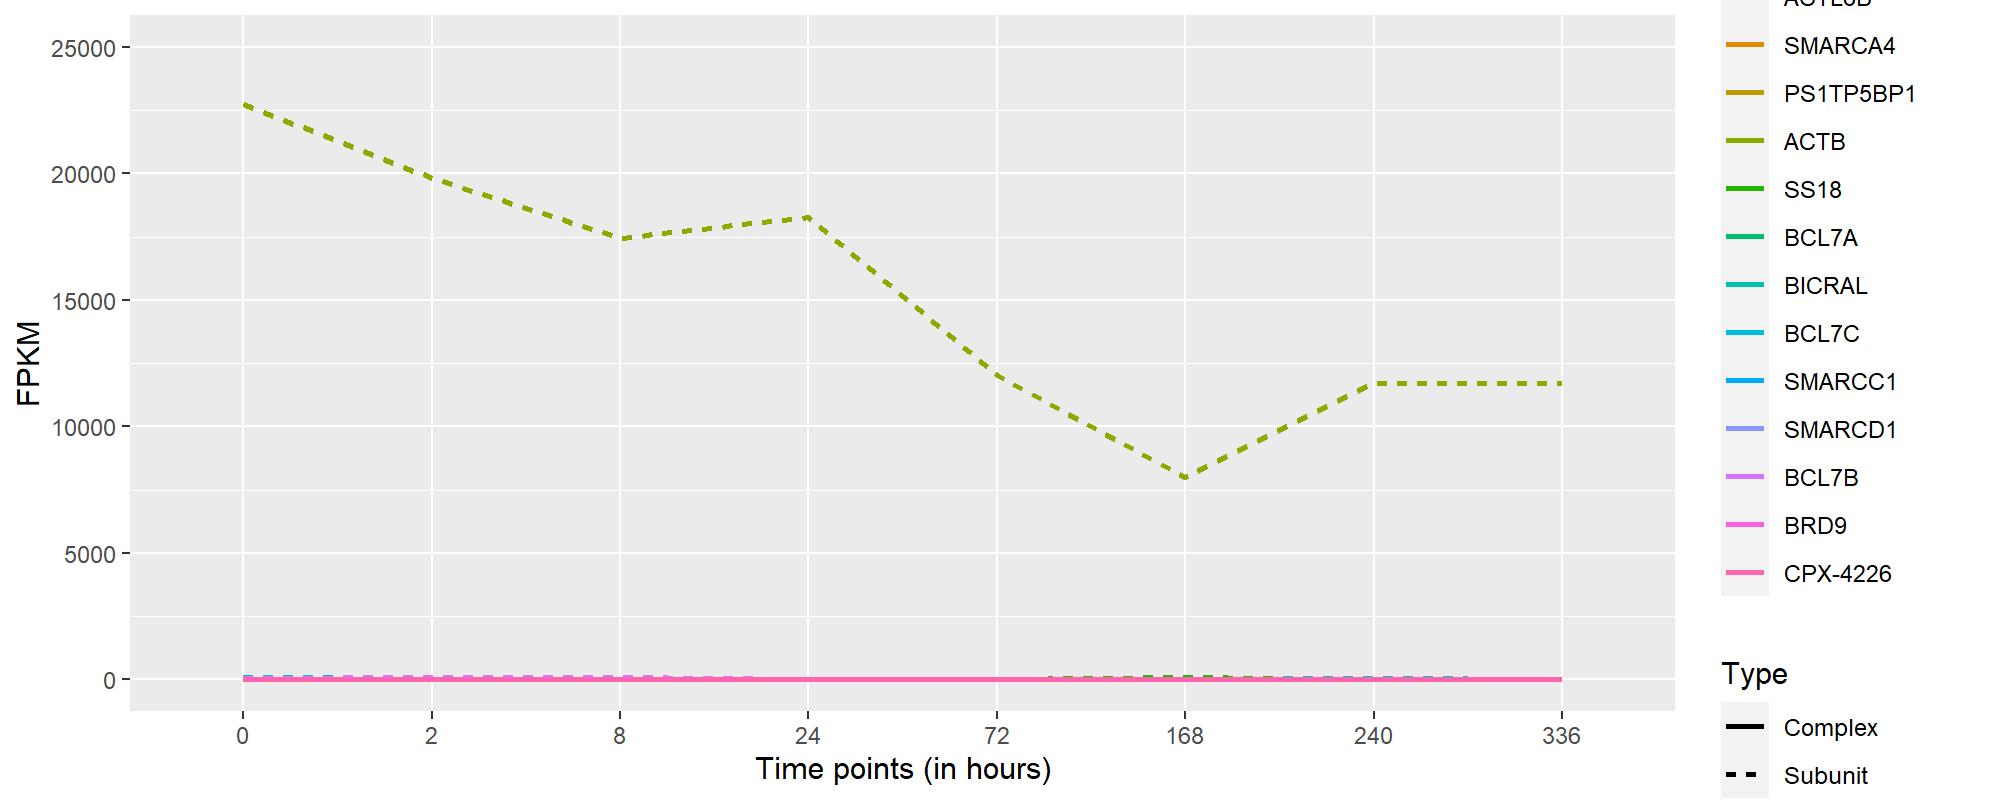 25000
20000
15000
10000
5000
0
FPKM
0 2 8 24 72 168 240 336
Time points (in hours)
SMARCA4
PS1TP5BP1
ACTB
SS18
BCL7A
BICRAL
BCL7C
SMARCC1
SMARCD1
BCL7B
BRD9
CPX-4226
Type
Complex
Subunit